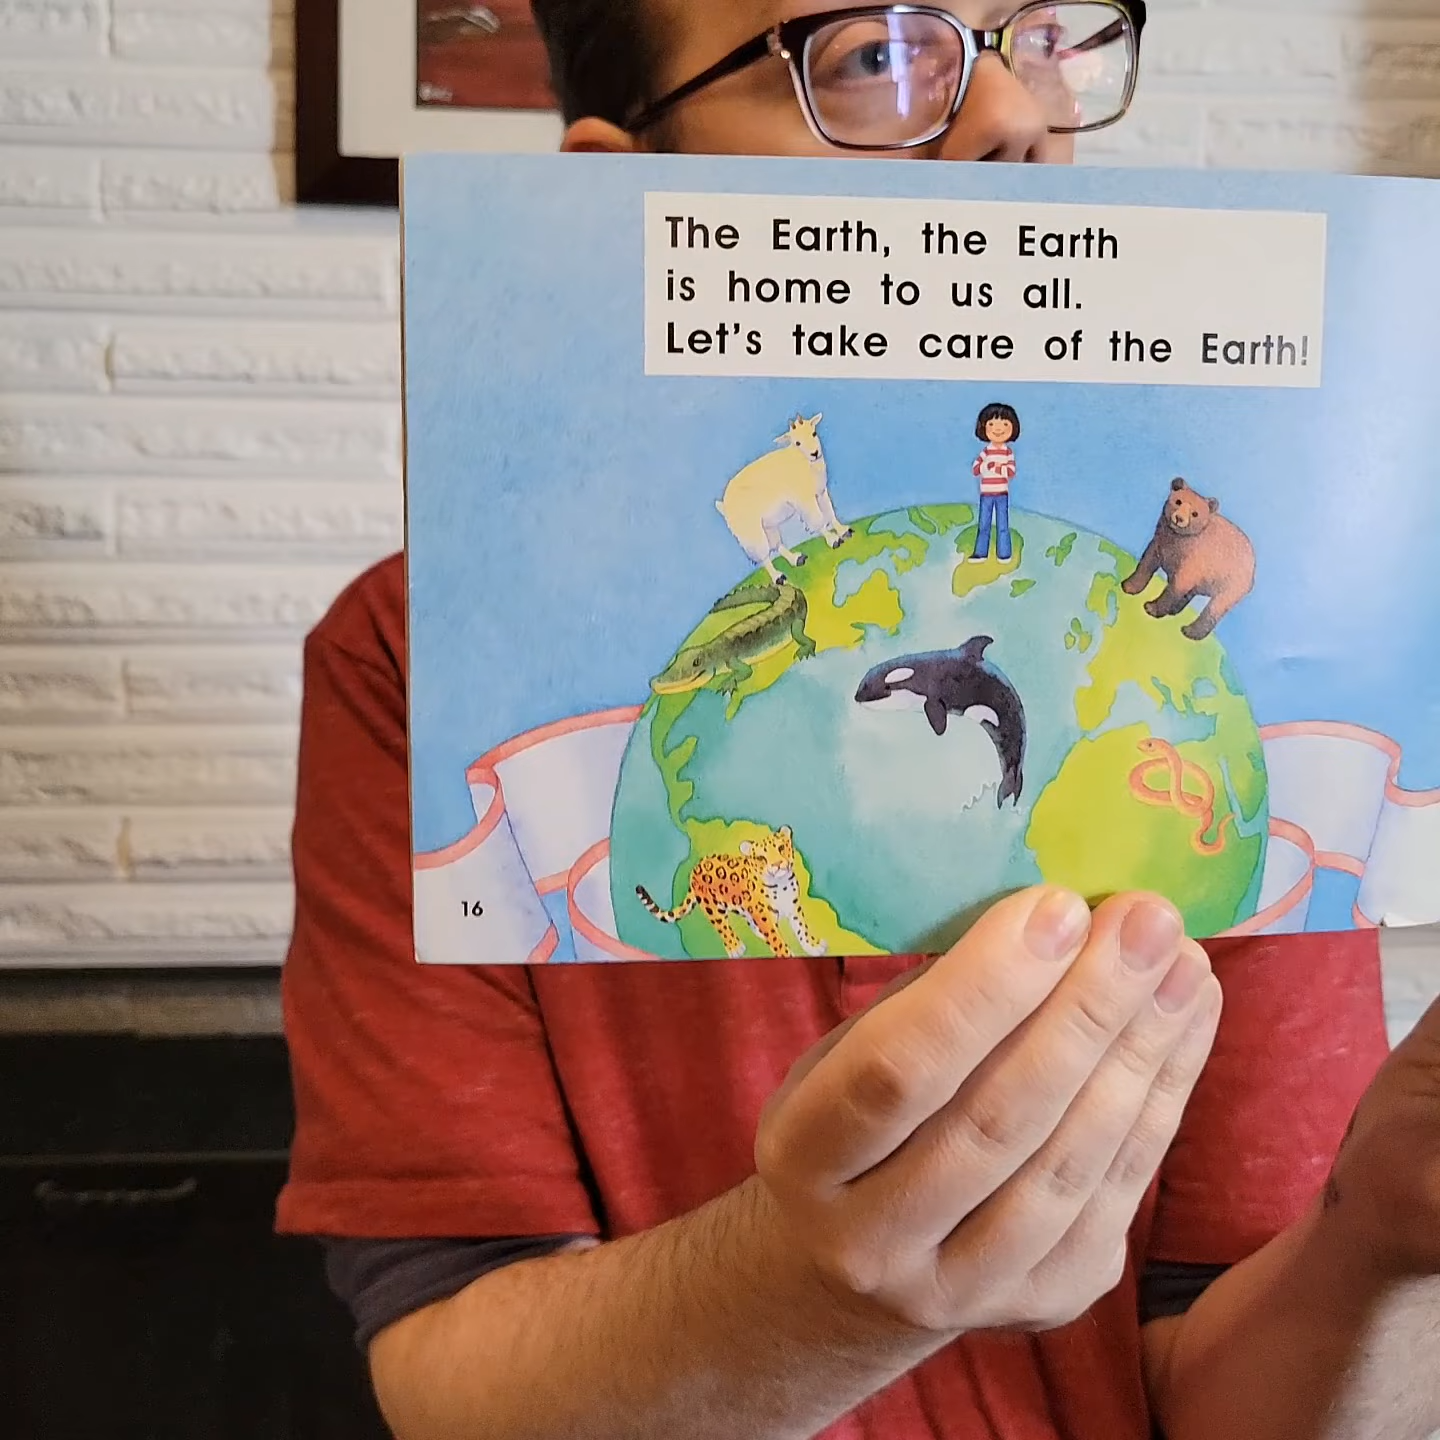 The Earth, the Earth
is home to us all.
Let's take care of the Earth!
16